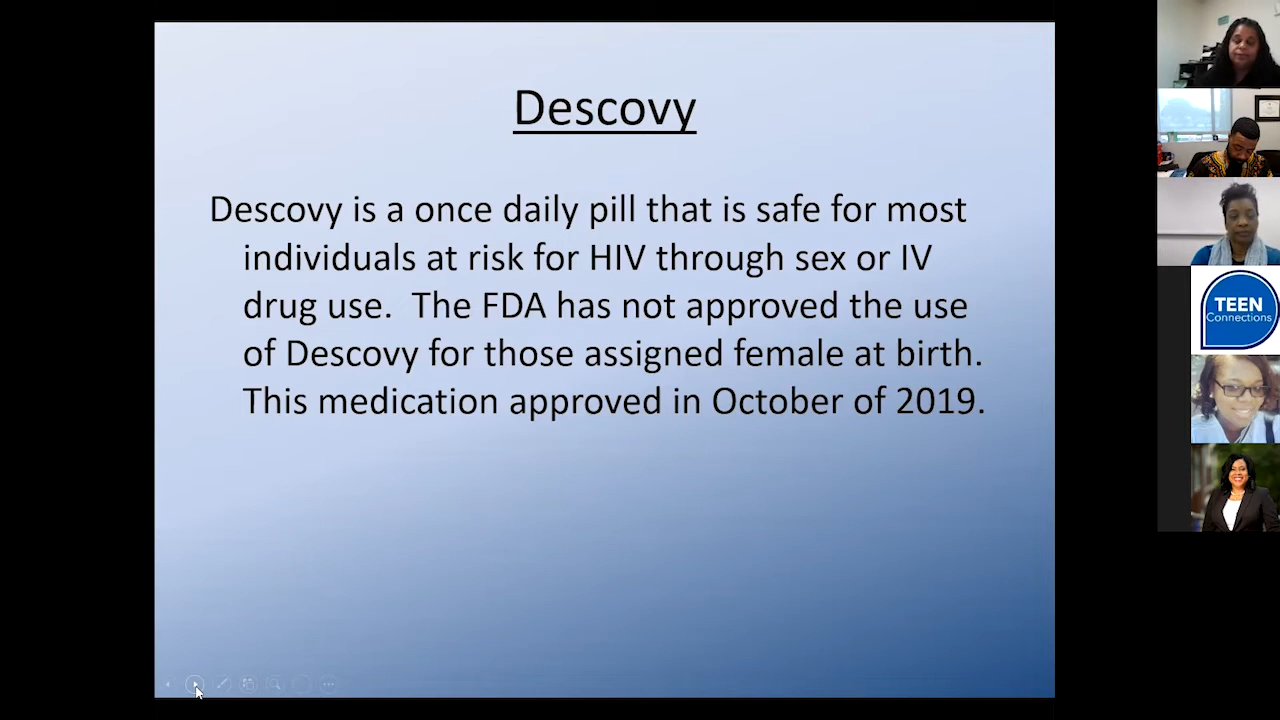 Descovy
Descovy is a once daily pill that is safe for most
individuals at risk for HIV through sex or IV
drug use.  The FDA has not approved the use
of Descovy for those assigned female at birth.
This medication approved in October of 2019.
TEEN
Connections